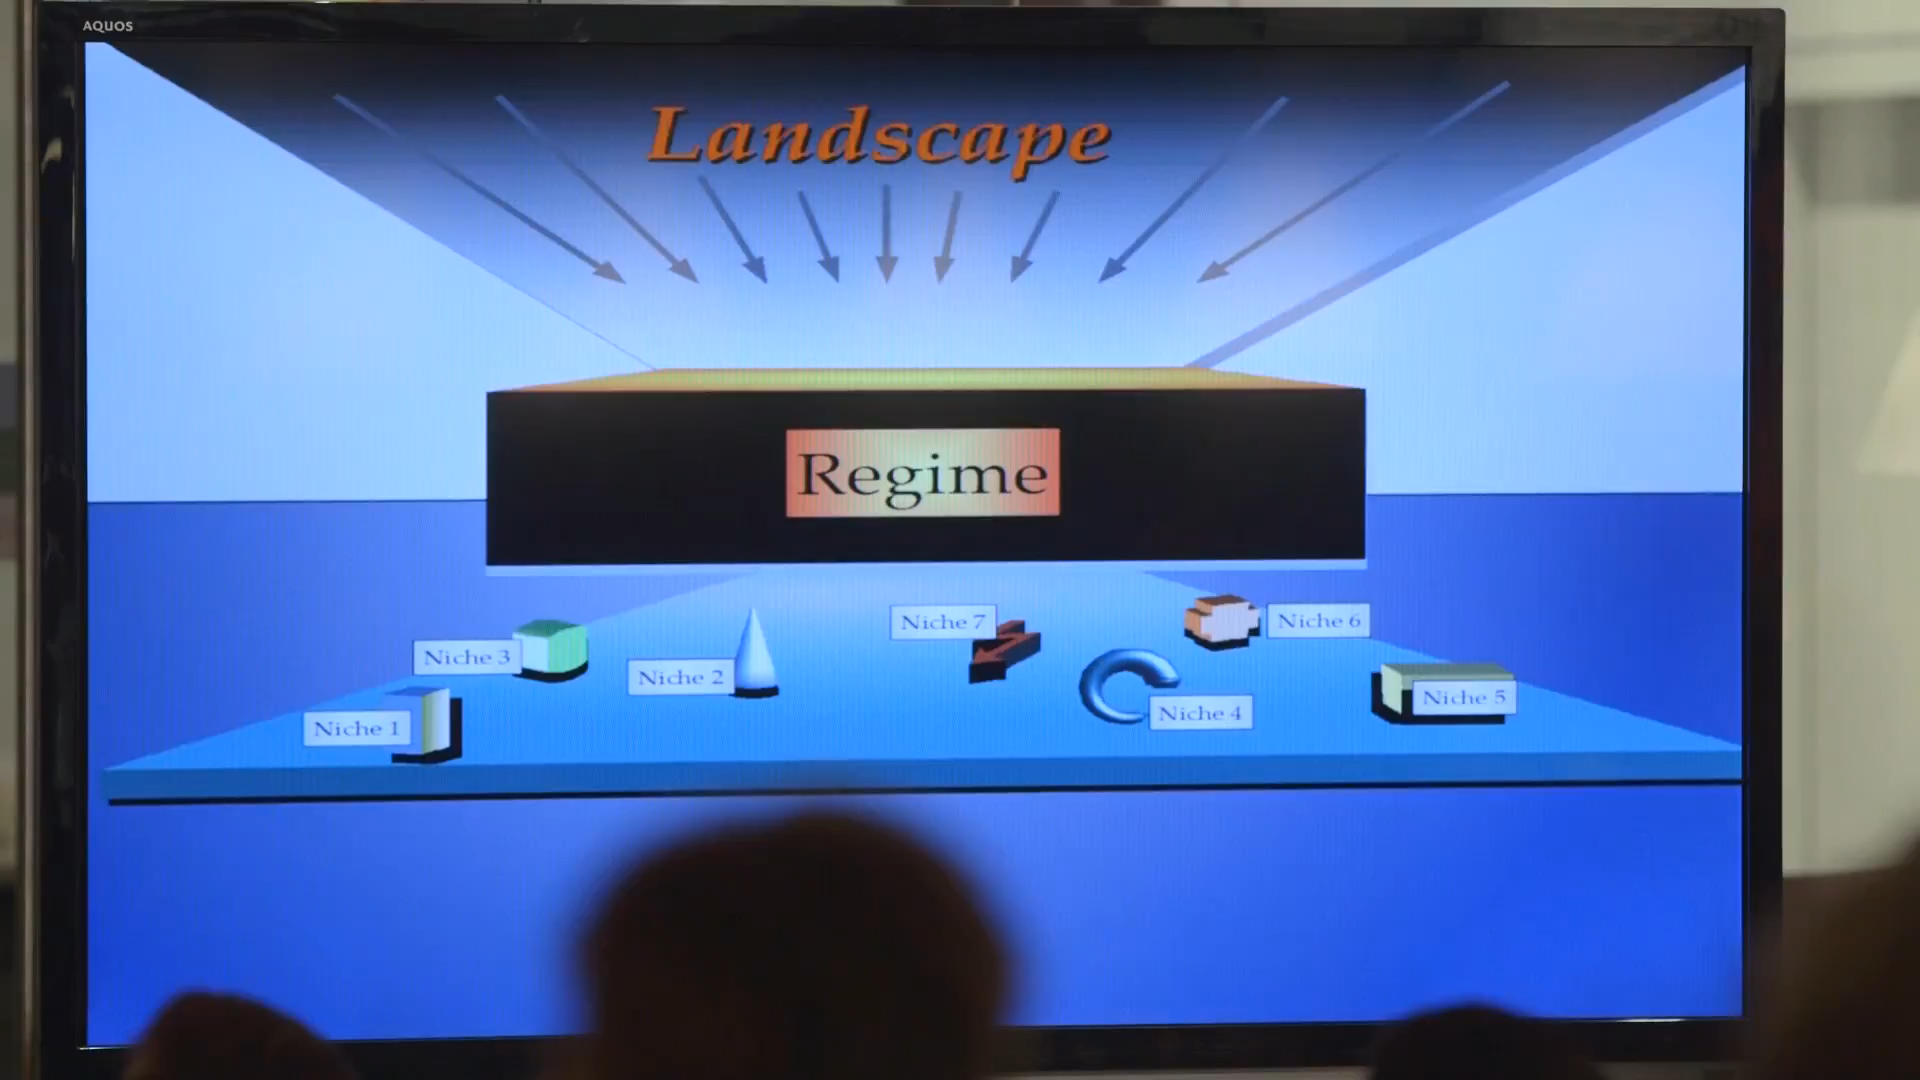 AQUOS
Landscape
Regime
Niche 7
Niche 6
Niche 3
Niche 2
Niche 5
Niche 4
Niche 1